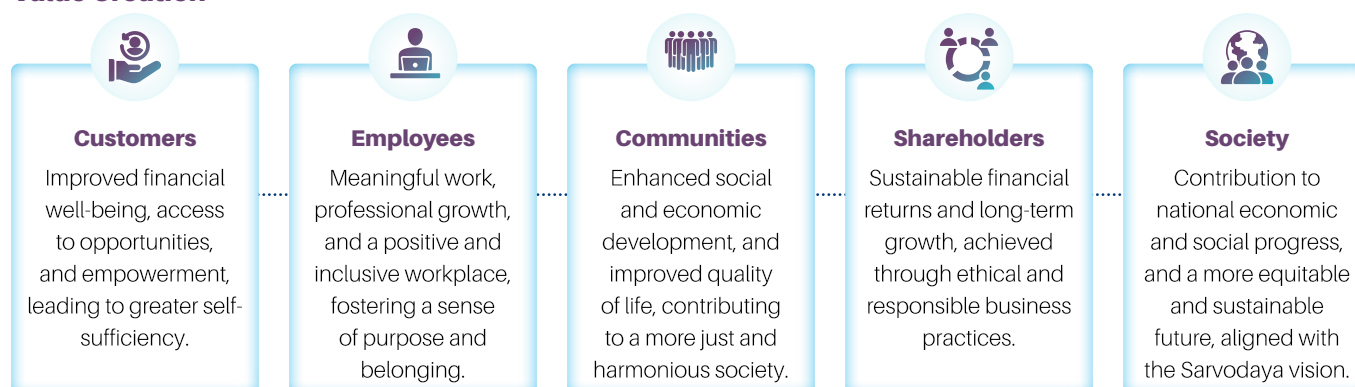 Value Creation
Customers
Improved financial
well-being, access
to opportunities,
and empowerment,
leading to greater self-
sufficiency.
Employees
Meaningful work,
professional growth,
and a positive and
inclusive workplace,
fostering a sense
of purpose and
belonging.
Communities
Enhanced social
and economic
development, and
improved quality
of life, contributing
to a more just and
harmonious society.
Shareholders
Sustainable financial
returns and long-term
growth, achieved
through ethical and
responsible business
practices.
Society
Contribution to
national economic
and social progress,
and a more equitable
and sustainable
future, aligned with
the Sarvodaya vision.